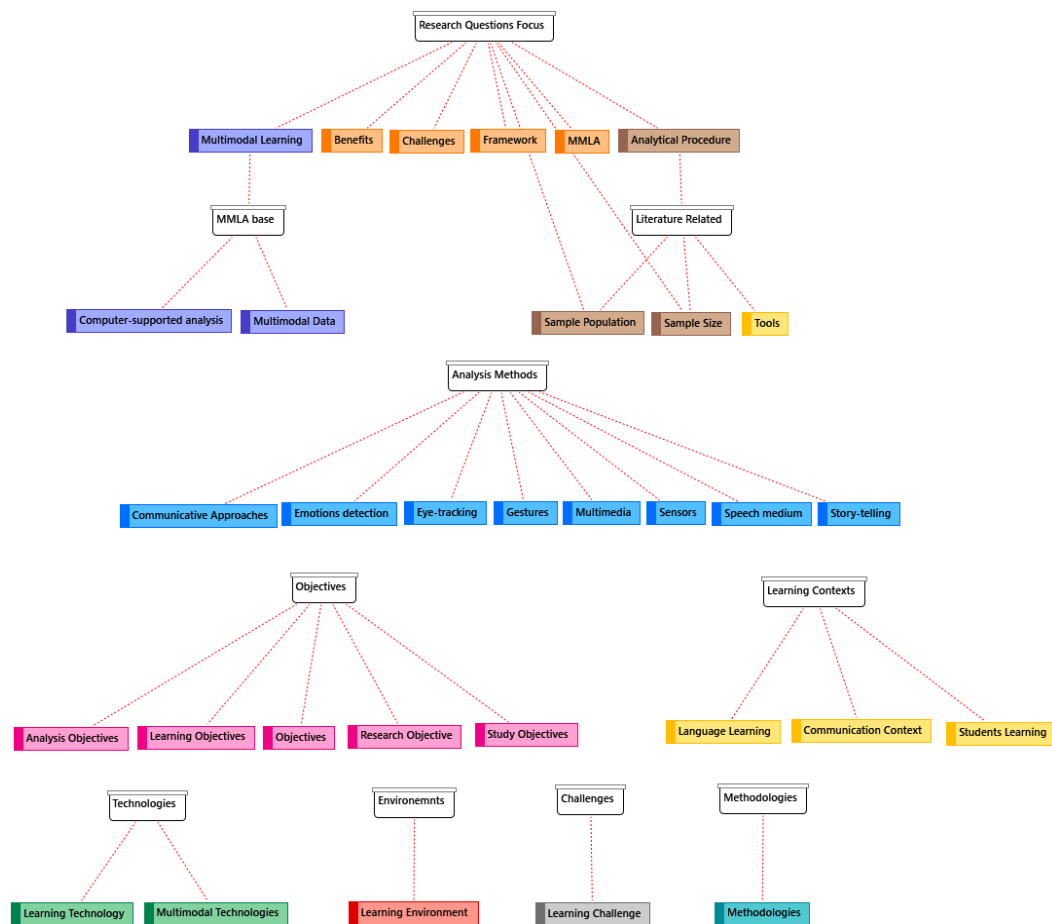 Research Questions Focus
Multimodal Learning
Benefits
Challenges
Framework
MMLA
Analytical Procedure
MMLA base
Literature Related
Computer-supported analysis
Multimodal Data
Sample Population
Sample Size
Tools
Analysis Methods
Communicative Approaches
Emotions detection
Eye-tracking
Gestures
Multimedia
Sensors
Speech medium
Story-telling
Objectives
Learning Contexts
Analysis Objectives
Learning Objectives
Objectives
Research Objective
Study Objectives
Language Learning
Communication Context
Students Learning
Technologies
Environemnts
Challenges
Methodologies
Learning Technology
Multimodal Technologies
Learning Environment
Learning Challenge
Methodologies